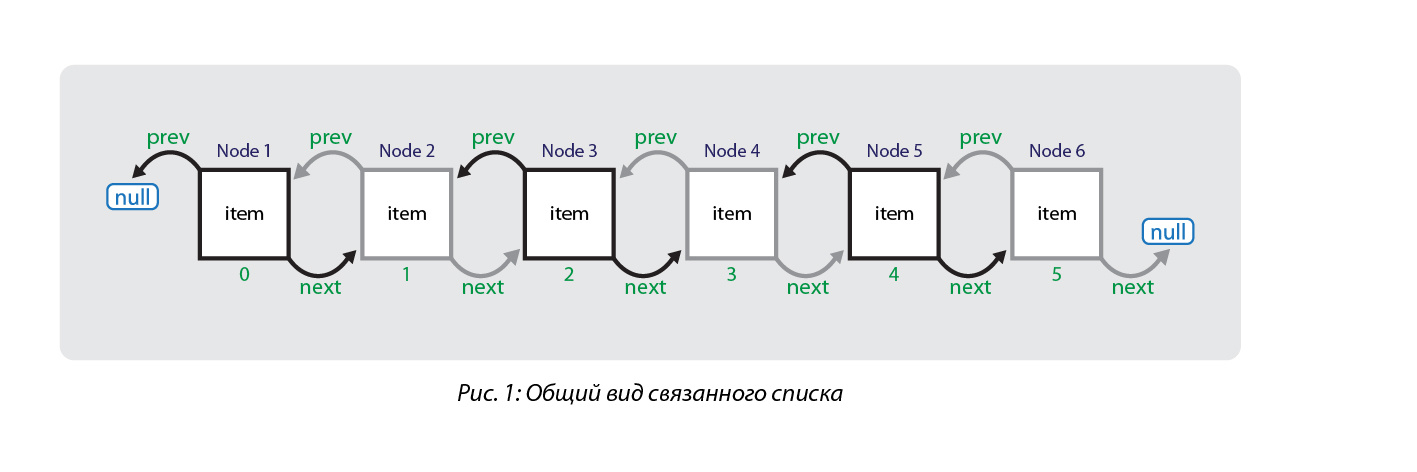 prev prev prev prev prev prev
Node 1 Node 2 Node 3 Node 4 Node 5 Node 6
null
item item item item item item
null
0 1 2 3 4 5
next next next next next next
Рис. 1: Общий вид связанного списка